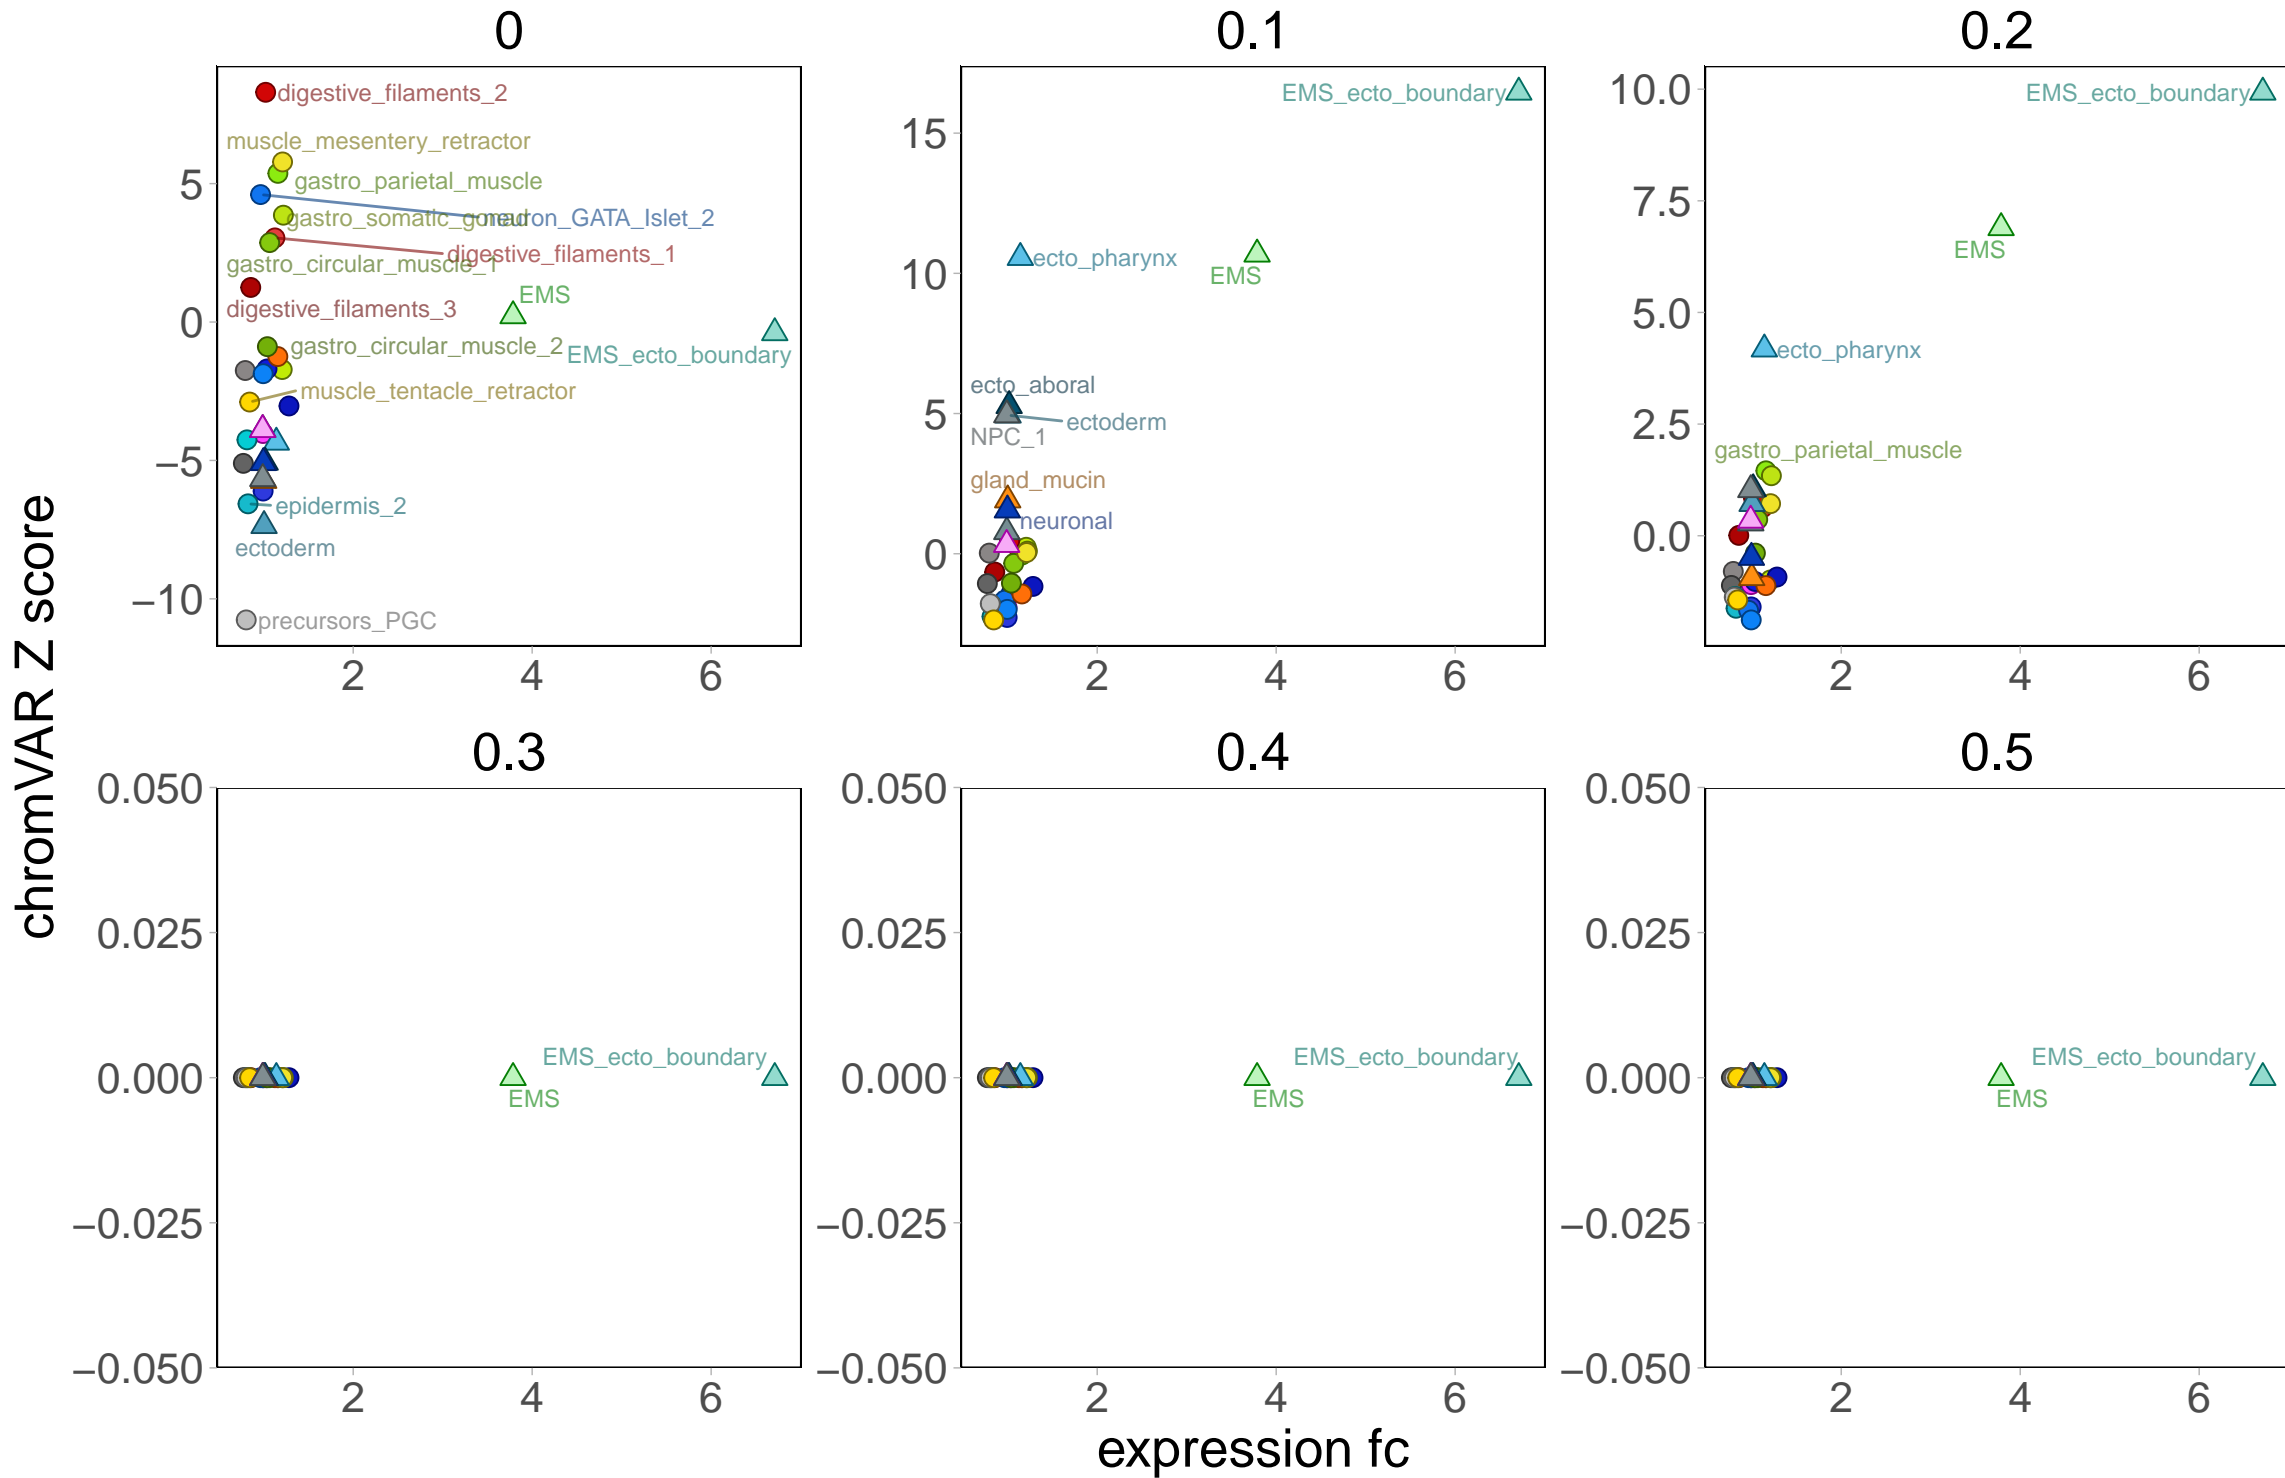 0
0.1
0.2
digestive_filaments_2
muscle_mesentery_retractor
gastro_parietal_muscle
gastro_somatic_gonad
neuron_GATA_Islet_2
digestive_filaments_1
gastro_circular_muscle_1
digestive_filaments_3
EMS
EMS_ecto_boundary
gastro_circular_muscle_2
muscle_tentacle_retractor
epidermis_2
ectoderm
precursors_PGC
5
0
−5
−10
2
4
6
EMS_ecto_boundary
ecto_pharynx
EMS
ecto_aboral
ectoderm
NPC_1
gland_mucin
neuronal
15
10
5
0
2
4
6
EMS_ecto_boundary
EMS
ecto_pharynx
gastro_parietal_muscle
10.0
7.5
5.0
2.5
0.0
2
4
6
chromVAR Z score
0.3
0.4
0.5
0.050
0.025
0.000
−0.025
−0.050
EMS_ecto_boundary
EMS
2
4
6
0.050
0.025
0.000
−0.025
−0.050
EMS_ecto_boundary
EMS
2
4
6
0.050
0.025
0.000
−0.025
−0.050
EMS_ecto_boundary
EMS
2
4
6
expression fc